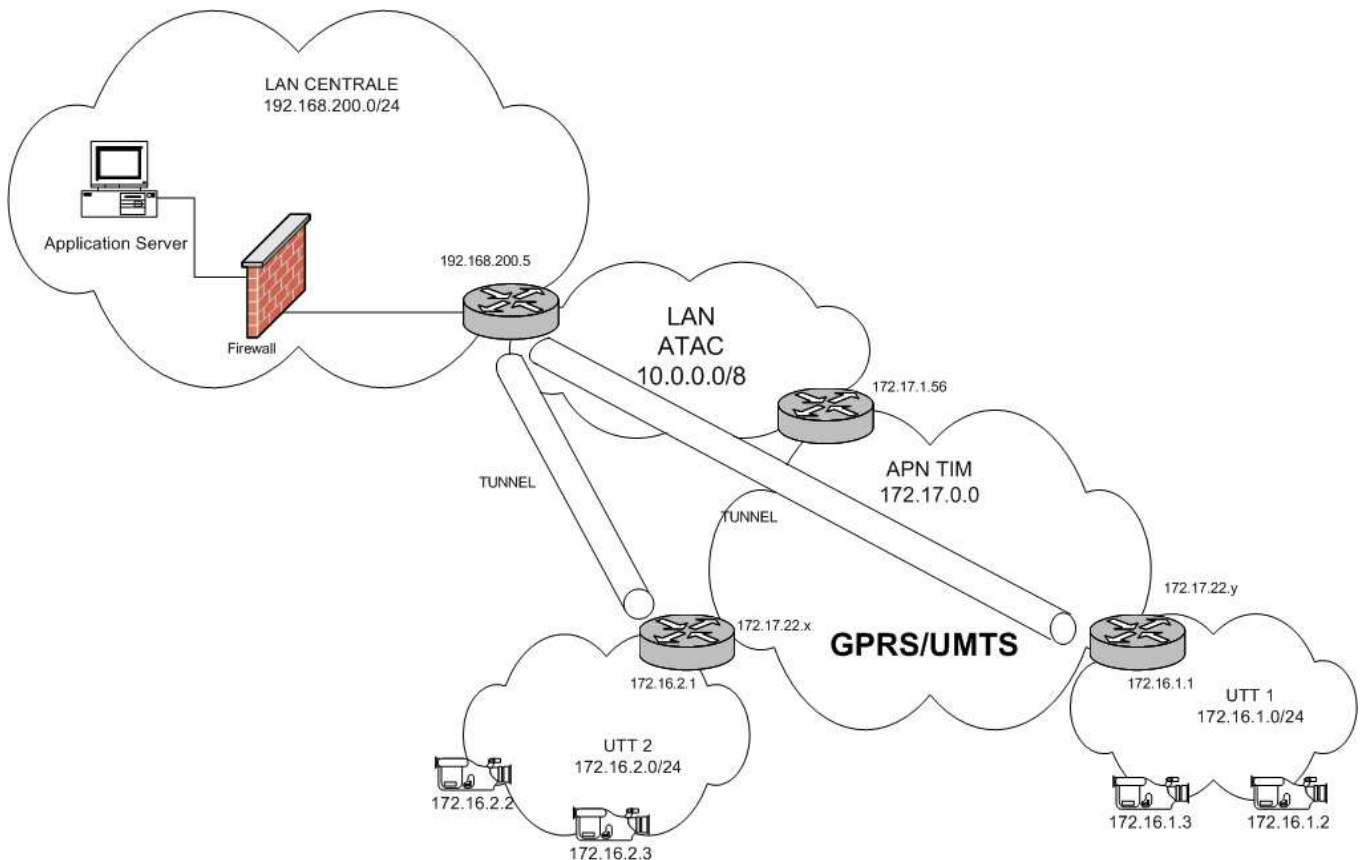 LAN CENTRALE
192.168.200.0/24
Application Server
Firewall
192.168.200.5
LAN
ATAC
10.0.0.0/8
172.17.1.56
APN TIM
172.17.0.0
TUNNEL
TUNNEL
172.17.22.y
172.17.22.x
GPRS/UMTS
172.16.2.1
172.16.1.1
UTT 1
172.16.1.0/24
UTT 2
172.16.2.0/24
172.16.2.2
172.16.2.3
172.16.1.3
172.16.1.2